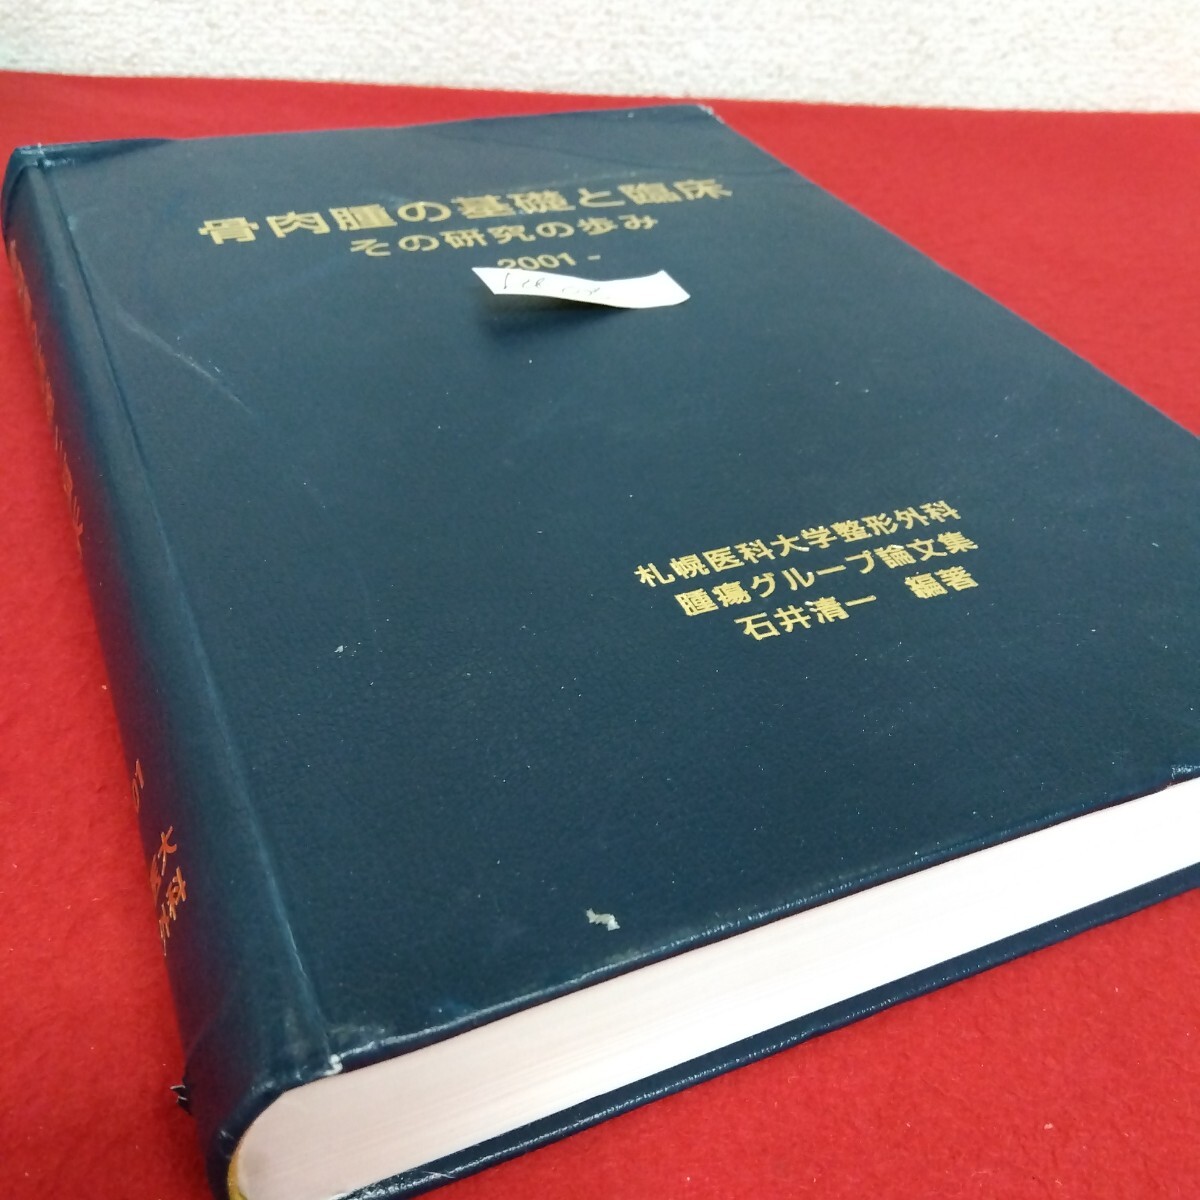 骨肉腫の基礎と臨床
その研究の歩み
2001 -
札幌医科大学整形外科
腫瘍グループ論文集
石井清一 編著